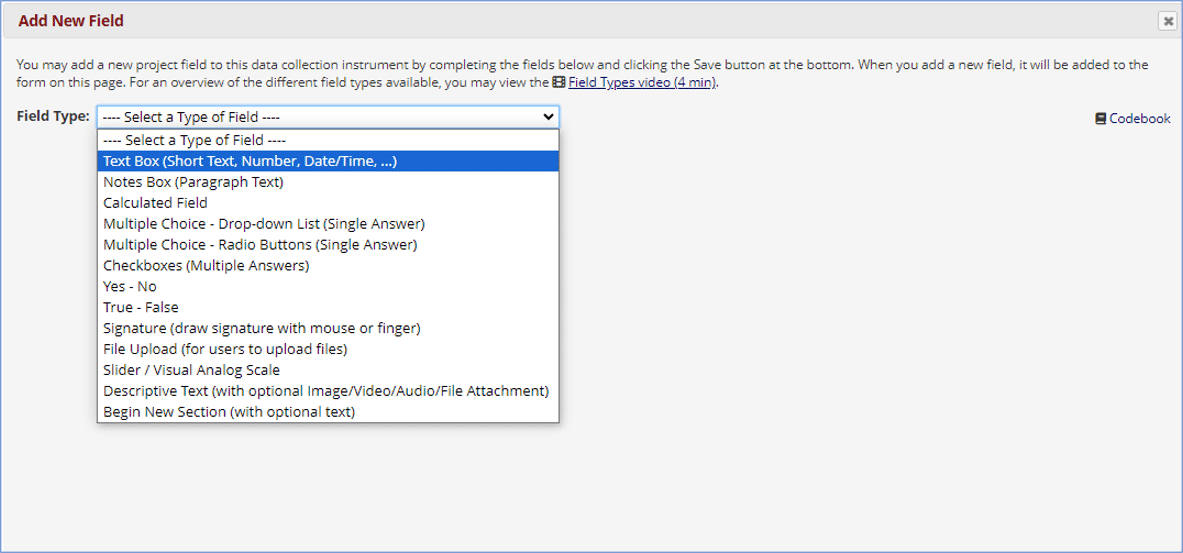 Add New Field
You may add a new project field to this data collection instrument by completing the fields below and clicking the Save button at the bottom. When you add a new field, it will be added to the
form on this page. For an overview of the different field types available, you may view the Field Types video (4 min).
Field Type: ---- Select a Type of Field ----
Codebook
---- Select a Type of Field ----
Text Box (Short Text, Number, Date/Time, ...)
Notes Box (Paragraph Text)
Calculated Field
Multiple Choice - Drop-down List (Single Answer)
Multiple Choice - Radio Buttons (Single Answer)
Checkboxes (Multiple Answers)
Yes - No
True - False
Signature (draw signature with mouse or finger)
File Upload (for users to upload files)
Slider / Visual Analog Scale
Descriptive Text (with optional Image/Video/Audio/File Attachment)
Begin New Section (with optional text)